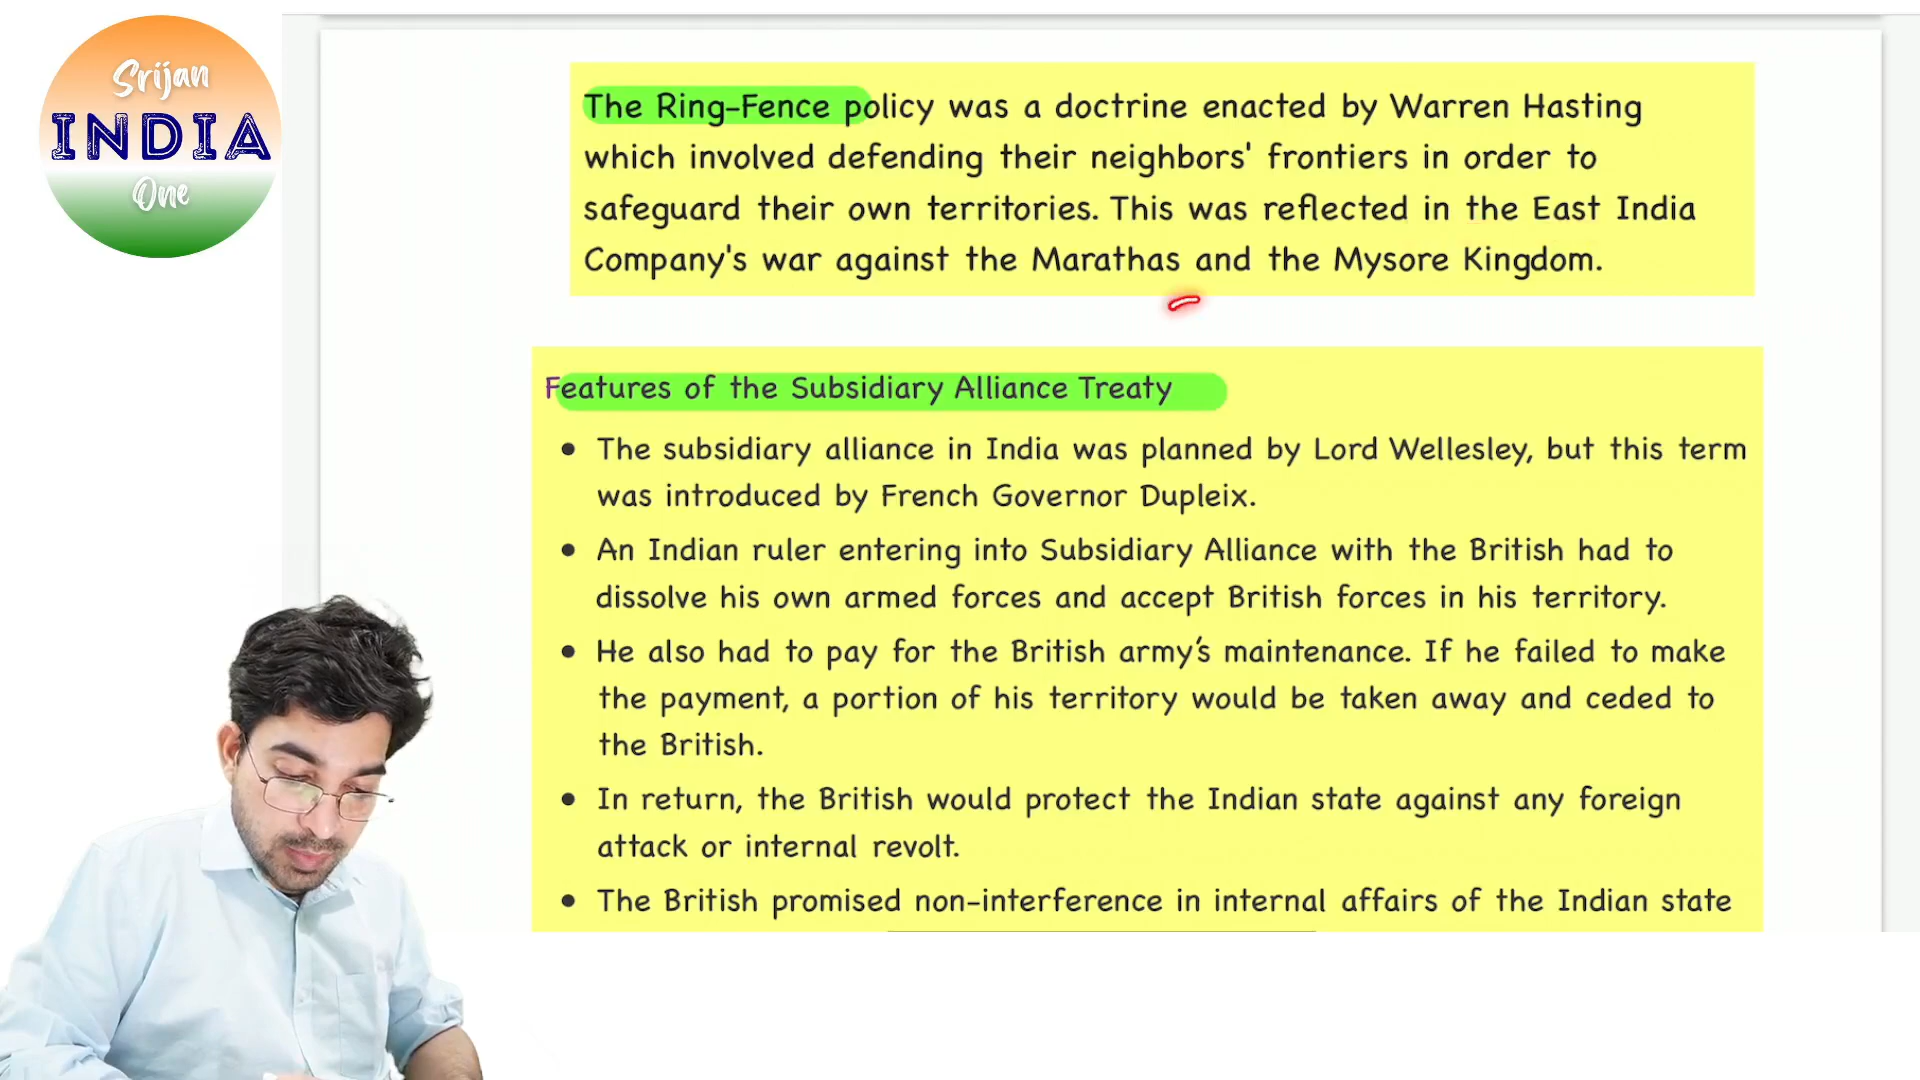 Srijan
INDIA
One
The Ring-Fence policy was a doctrine enacted by Warren Hasting
which involved defending their neighbors' frontiers in order to
safeguard their own territories. This was reflected in the East India
Company's war against the Marathas and the Mysore Kingdom.
Features of the Subsidiary Alliance Treaty
• The subsidiary alliance in India was planned by Lord Wellesley, but this term
was introduced by French Governor Dupleix.
• An Indian ruler entering into Subsidiary Alliance with the British had to
dissolve his own armed forces and accept British forces in his territory.
• He also had to pay for the British army’s maintenance. If he failed to make
the payment, a portion of his territory would be taken away and ceded to
the British.
• In return, the British would protect the Indian state against any foreign
attack or internal revolt.
• The British promised non-interference in internal affairs of the Indian state